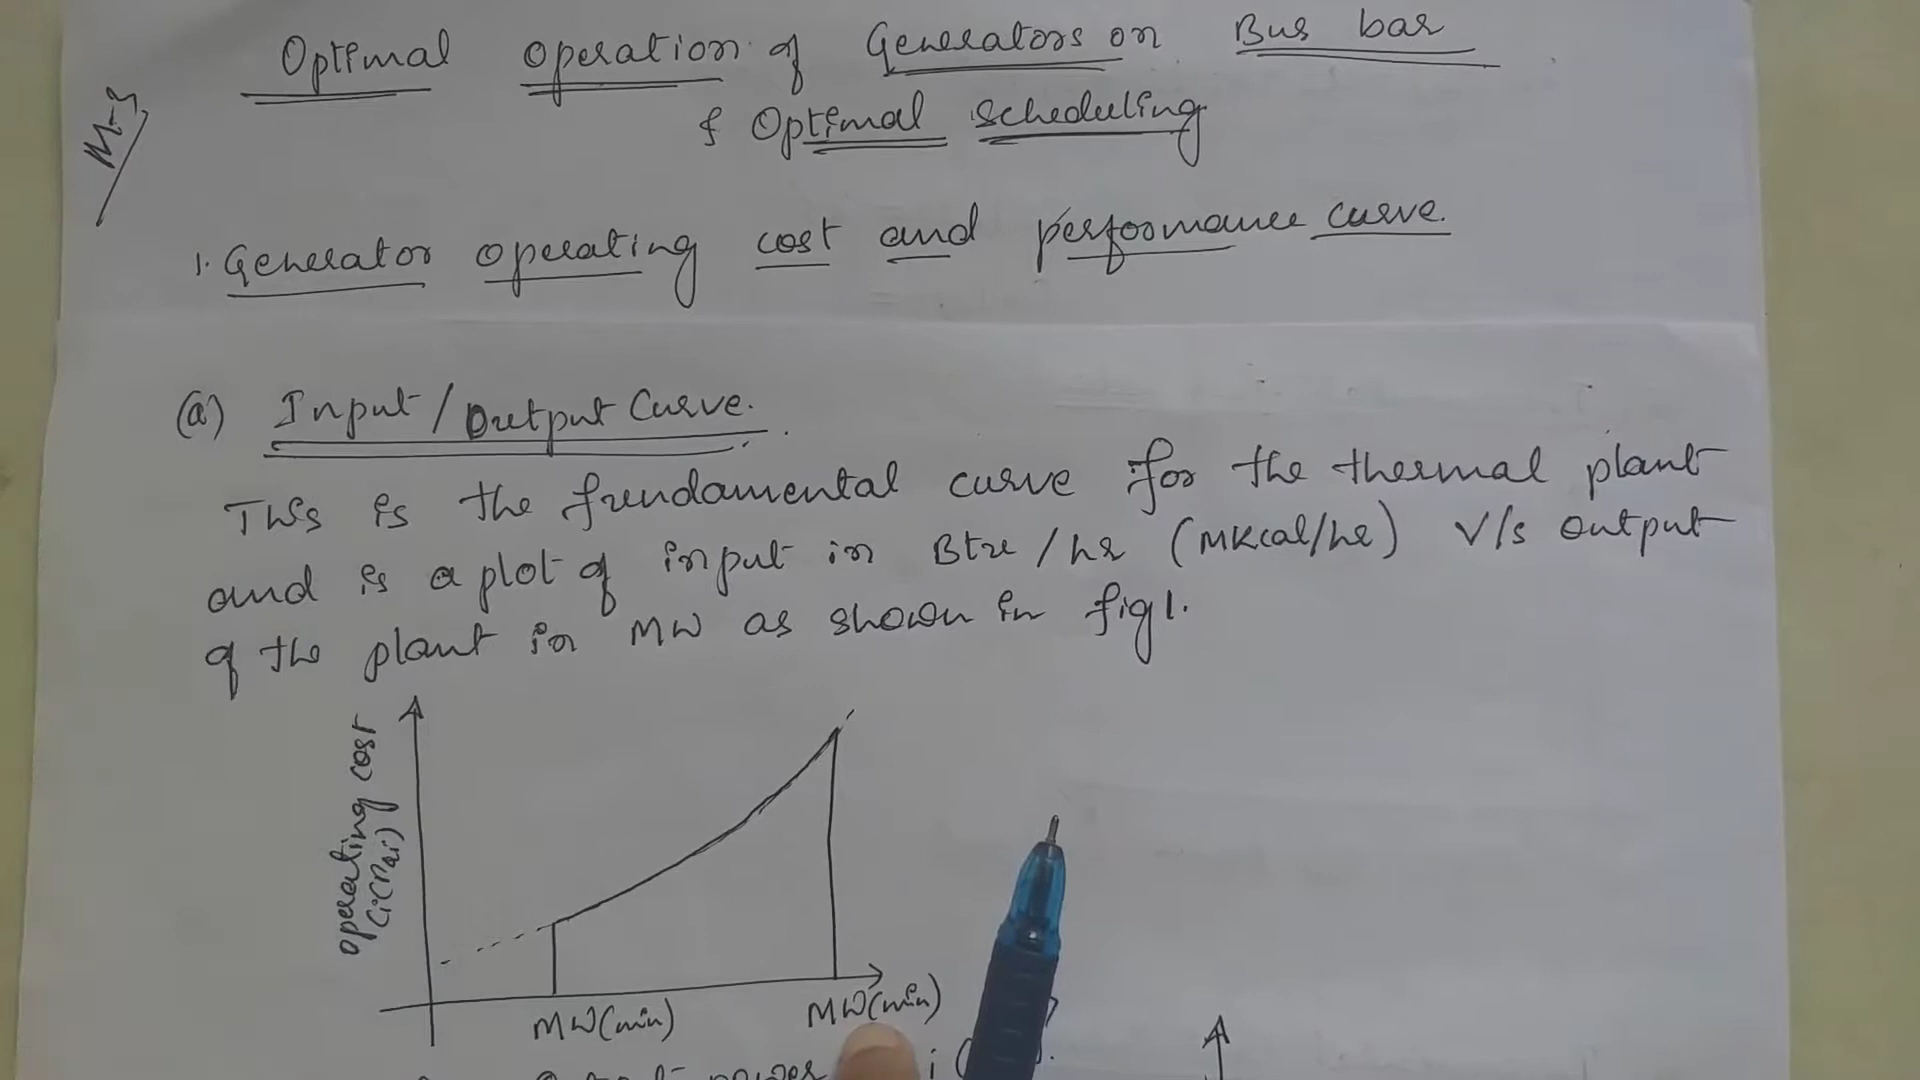 M-3
Optimal operation of Generators on Bus bar
& Optimal scheduling
1. Generator operating cost and performance curve.
(a) Input/Output Curve.
This is the fundamental curve for the thermal plant
and is a plot of input in Btu/hr (MKcal/hr) V/s output
of the plant in MW as shown in fig 1.
operating cost
MW(min) MW(min)
power